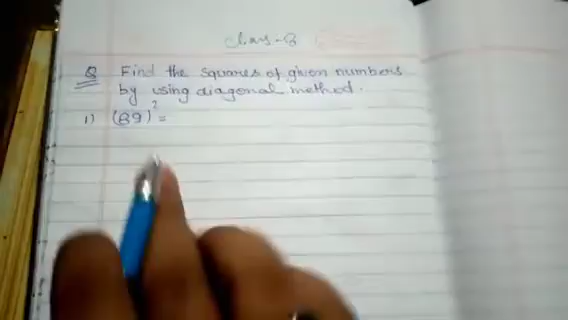 Class-8
Q Find the squares of given numbers
by using diagonal method.
1) (89)² =